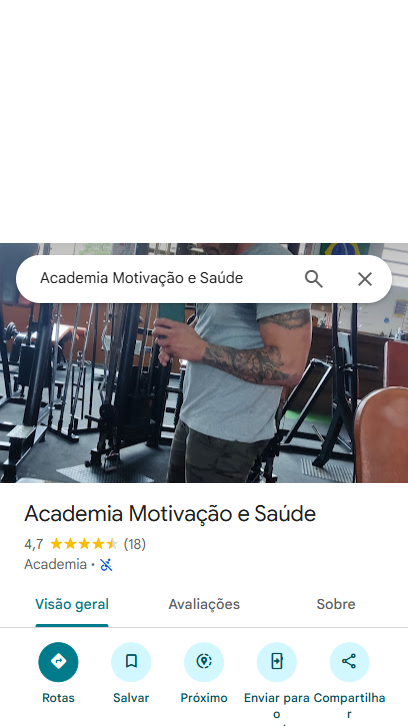 Academia Motivação e Saúde
Academia Motivação e Saúde
4,7 (18)
Academia ·
Visão geral Avaliações Sobre
Rotas Salvar Próximo Enviar para o Compartilhar